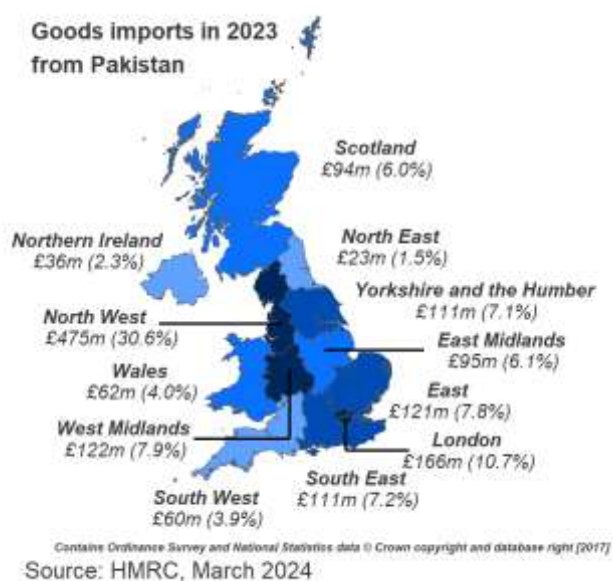 Goods imports in 2023
from Pakistan
Scotland
£94m (6.0%)
Northern Ireland
£36m (2.3%)
North East
£23m (1.5%)
Yorkshire and the Humber
£111m (7.1%)
North West
£475m (30.6%)
East Midlands
£95m (6.1%)
Wales
£62m (4.0%)
East
£121m (7.8%)
West Midlands
£122m (7.9%)
London
£166m (10.7%)
South East
£111m (7.2%)
South West
£60m (3.9%)
Contains Ordinance Survey and National Statistics data © Crown copyright and database right [2017]
Source: HMRC, March 2024